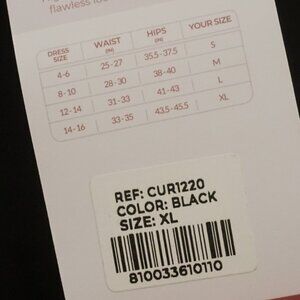 flawless
DRESS SIZE WAIST (IN) HIPS (IN) YOUR SIZE
4-6 25-27 35.5-37.5 S
8-10 28-30 38-40 M
12-14 31-33 41-43 L
14-16 33-35 43.5-45.5 XL
REF: CUR1220
COLOR: BLACK
SIZE: XL
810033610110